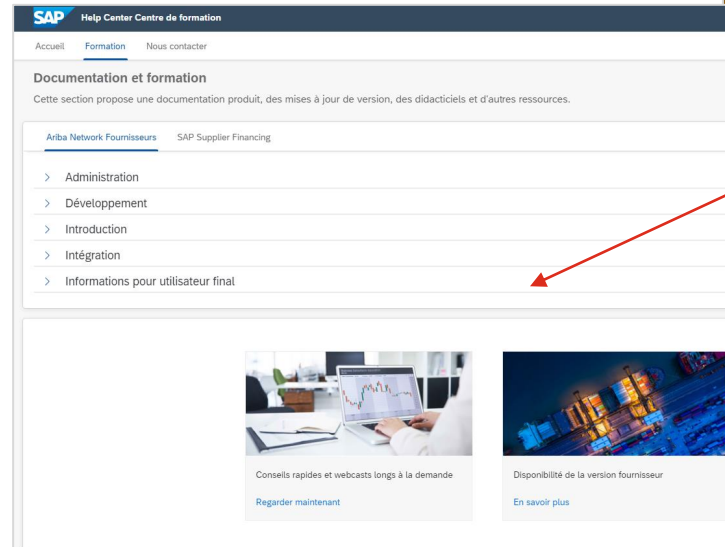 SAP Help Center Centre de formation
Accueil Formation Nous contacter
Documentation et formation
Cette section propose une documentation produit, des mises à jour de version, des didacticiels et d'autres ressources.
Ariba Network Fournisseurs SAP Supplier Financing
> Administration
> Développement
> Introduction
> Intégration
> Informations pour utilisateur final
Conseils rapides et webcasts longs à la demande
Disponibilité de la version fournisseur
Regarder maintenant
En savoir plus